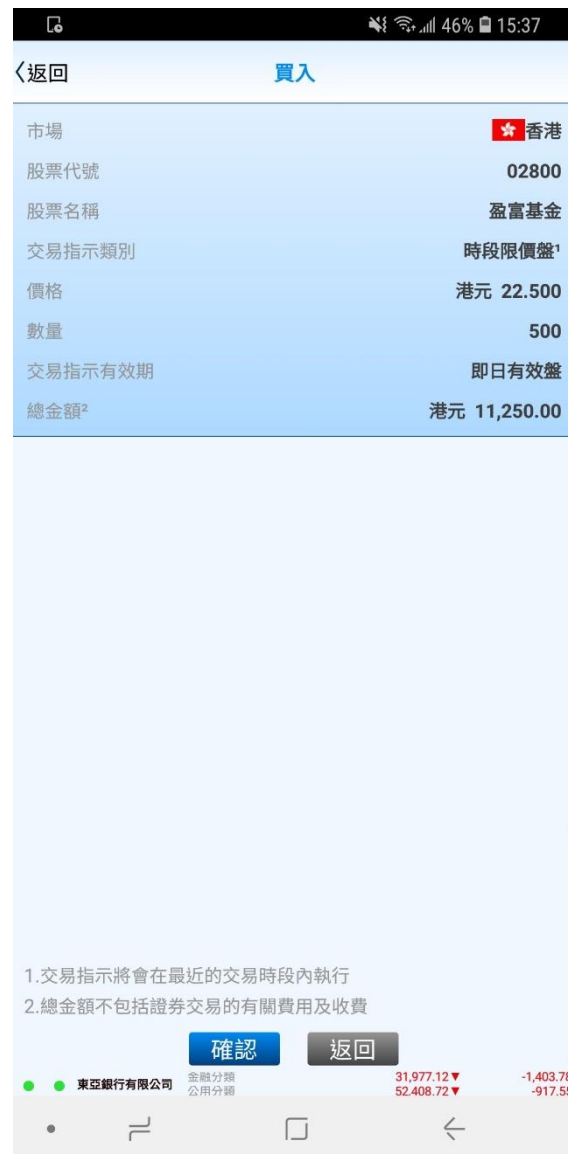 46% 15:37
返回 買入
市場 香港
股票代號 02800
股票名稱 盈富基金
交易指示類別 時段限價盤¹
價格 港元 22.500
數量 500
交易指示有效期 即日有效盤
總金額² 港元 11,250.00
1.交易指示將會在最近的交易時段內執行
2.總金額不包括證券交易的有關費用及收費
確認 返回
東亞銀行有限公司 金融分類 31,977.12▼ -1,403.78
公用分類 52,408.72▼ -917.55